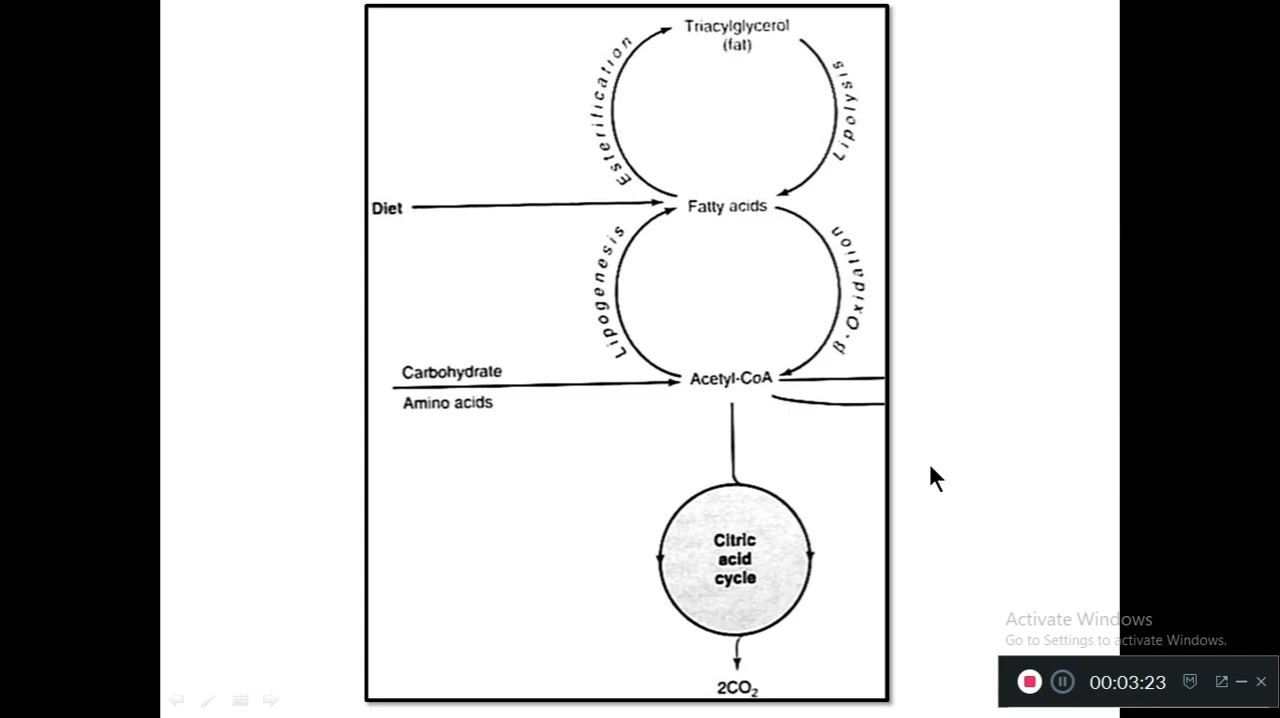 Triacylglycerol
(fat)
Esterification
Lipolysis
Diet
Fatty acids
Lipogenesis
β-Oxidation
Carbohydrate
Acetyl-CoA
Amino acids
Citric
acid
cycle
2CO₂
Activate Windows
Go to Settings to activate Windows.
00:03:23